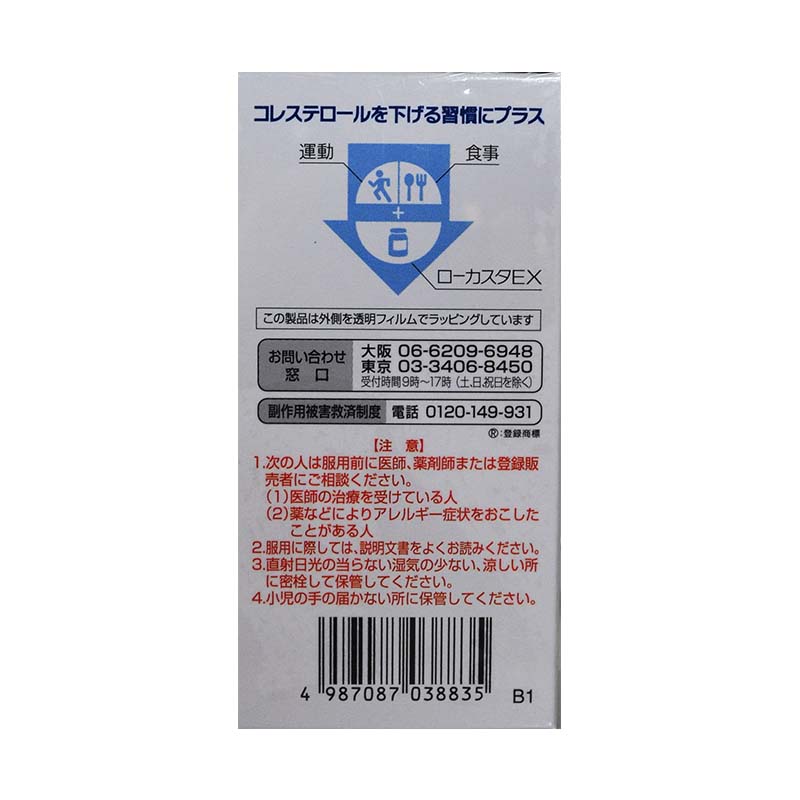 コレステロールを下げる習慣にプラス
運動 食事
+
ローカスタEX
この製品は外側を透明フィルムでラッピングしています
お問い合わせ窓口
大阪 06-6209-6948
東京 03-3406-8450
受付時間9時〜17時(土、日、祝日を除く)
副作用被害救済制度 電話 0120-149-931
®:登録商標
【注 意】
1.次の人は服用前に医師、薬剤師または登録販
売者にご相談ください。
(1)医師の治療を受けている人
(2)薬などによりアレルギー症状をおこした
ことがある人
2.服用に際しては、説明文書をよくお読みください。
3.直射日光の当らない湿気の少ない、涼しい所
に密栓して保管してください。
4.小児の手の届かない所に保管してください。
4 987087 038835 B1